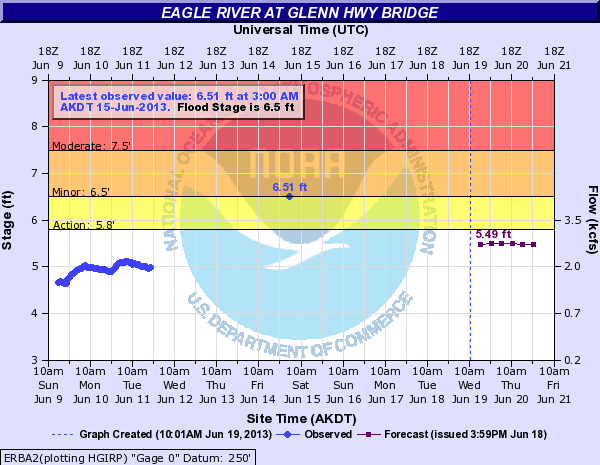 EAGLE RIVER AT GLENN HWY BRIDGE
Universal Time (UTC)
18Z 18Z 18Z 18Z 18Z 18Z 18Z 18Z 18Z 18Z 18Z 18Z 18Z
Jun 9 Jun 10 Jun 11 Jun 12 Jun 13 Jun 14 Jun 15 Jun 16 Jun 17 Jun 18 Jun 19 Jun 20 Jun 21
Latest observed value: 6.51 ft at 3:00 AM
AKDT 15-Jun-2013. Flood Stage is 6.5 ft
9
8
7
6
5
4
3
Stage (ft)
Moderate: 7.5'
Minor: 6.5'
Action: 5.8'
6.51 ft
5.49 ft
NOAA
NATIONAL OCEANIC AND ATMOSPHERIC ADMINISTRATION
U.S. DEPARTMENT OF COMMERCE
3.5
2.0
0.7
0.2
Flow (kcfs)
10am 10am 10am 10am 10am 10am 10am 10am 10am 10am 10am 10am 10am
Sun Mon Tue Wed Thu Fri Sat Sun Mon Tue Wed Thu Fri
Jun 9 Jun 10 Jun 11 Jun 12 Jun 13 Jun 14 Jun 15 Jun 16 Jun 17 Jun 18 Jun 19 Jun 20 Jun 21
Site Time (AKDT)
Graph Created (10:01AM Jun 19, 2013) Observed Forecast (issued 3:59PM Jun 18)
ERBA2(plotting HGIRP) "Gage 0" Datum: 250'